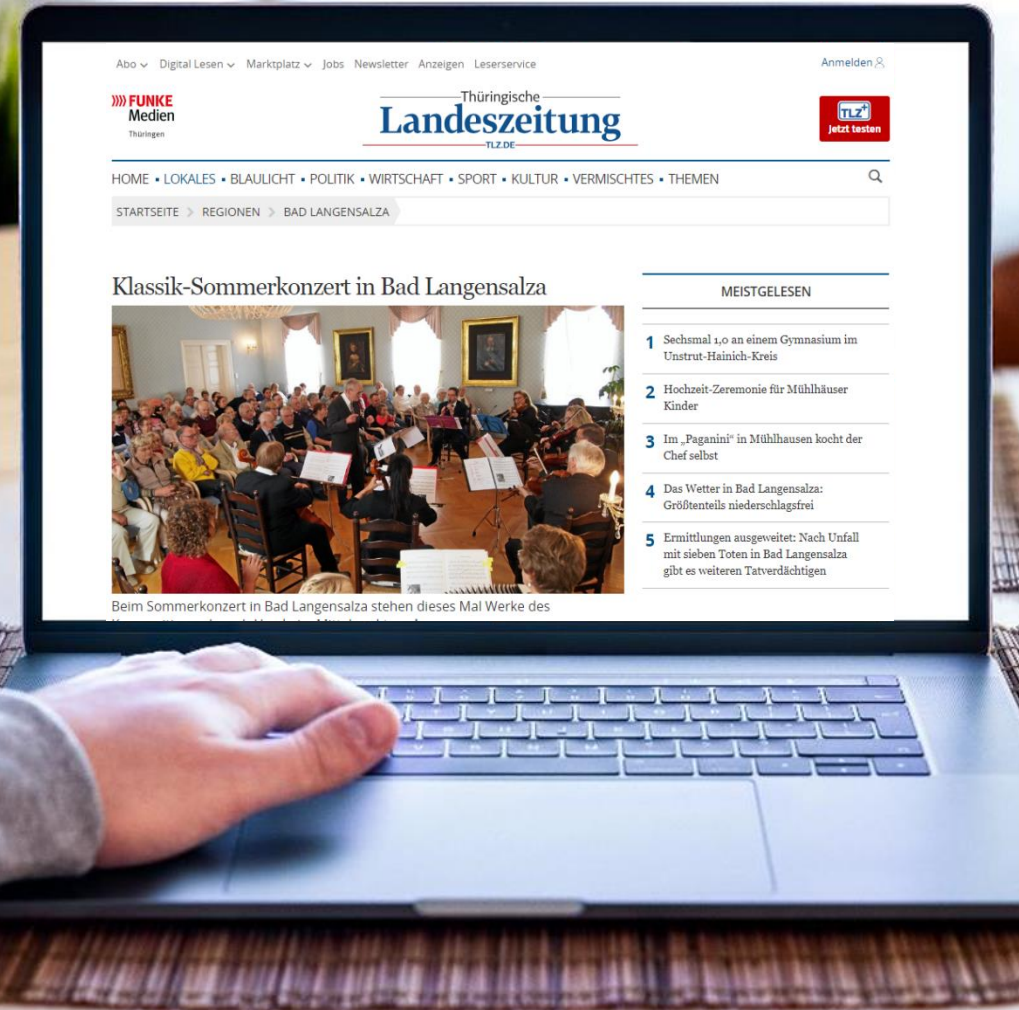 Abo Digital Lesen Marktplatz Jobs Newsletter Anzeigen Leserservice
Anmelden
FUNKE
Medien
Thüringen
Thüringische
Landeszeitung
TLZ.DE
TLZ+
Jetzt testen
HOME ▪ LOKALES ▪ BLAULICHT ▪ POLITIK ▪ WIRTSCHAFT ▪ SPORT ▪ KULTUR ▪ VERMISCHTES ▪ THEMEN
STARTSEITE > REGIONEN > BAD LANGENSALZA
Klassik-Sommerkonzert in Bad Langensalza
Beim Sommerkonzert in Bad Langensalza stehen dieses Mal Werke des
MEISTGELESEN
1 Sechsmal 1,0 an einem Gymnasium im
Unstrut-Hainich-Kreis
2 Hochzeit-Zeremonie für Mühlhäuser
Kinder
3 Im „Paganini“ in Mühlhausen kocht der
Chef selbst
4 Das Wetter in Bad Langensalza:
Größtenteils niederschlagsfrei
5 Ermittlungen ausgeweitet: Nach Unfall
mit sieben Toten in Bad Langensalza
gibt es weiteren Tatverdächtigen